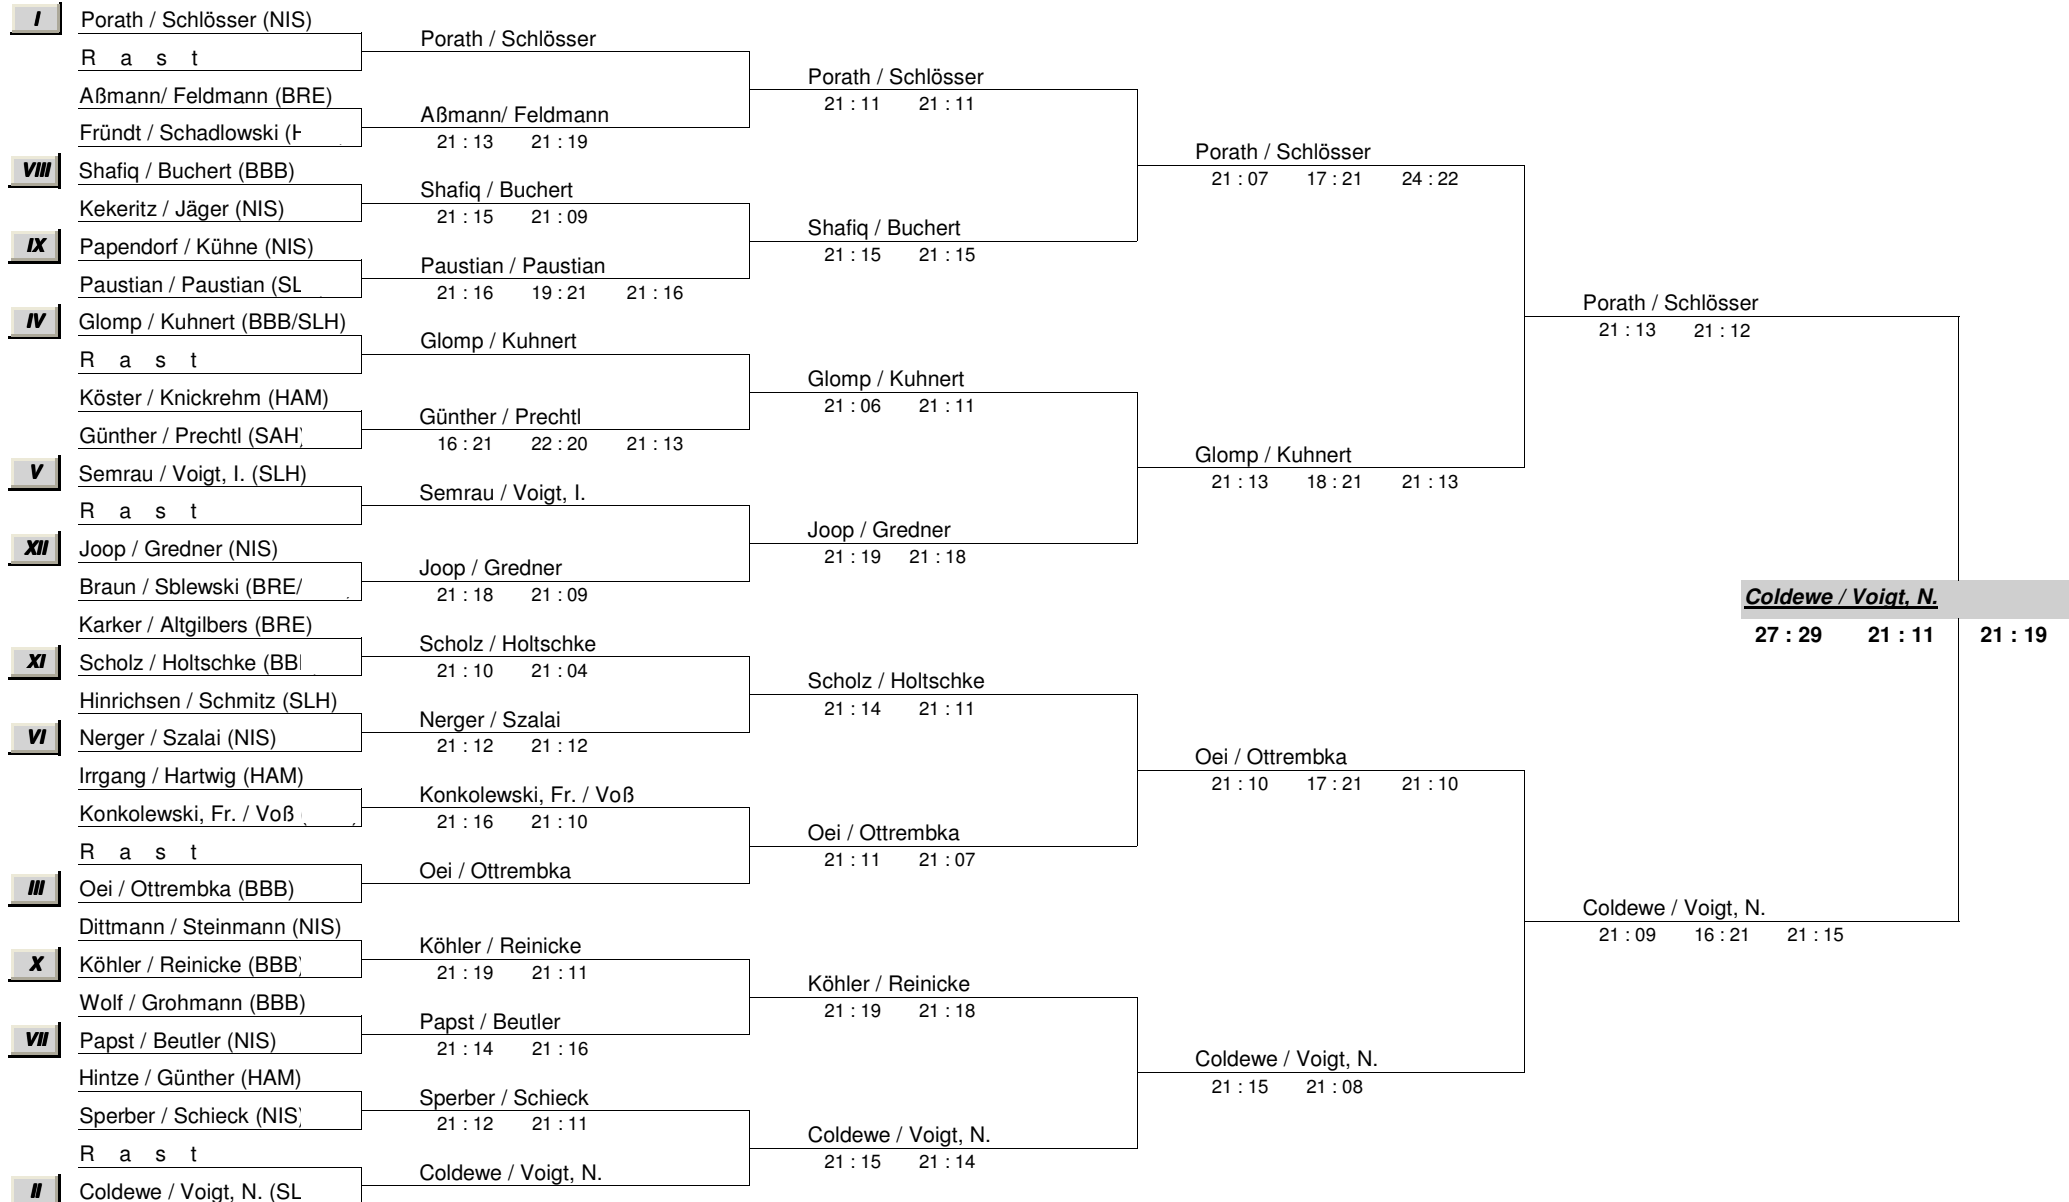 I Porath / Schlösser (NIS)
R a s t
Aßmann/ Feldmann (BRE)
Fründt / Schadlowski (H
VIII Shafiq / Buchert (BBB)
Kekeritz / Jäger (NIS)
IX Papendorf / Kühne (NIS)
Paustian / Paustian (SL
IV Glomp / Kuhnert (BBB/SLH)
R a s t
Köster / Knickrehm (HAM)
Günther / Prechtl (SAH)
V Semrau / Voigt, I. (SLH)
R a s t
XII Joop / Gredner (NIS)
Braun / Sblewski (BRE/
Karker / Altgilbers (BRE)
XI Scholz / Holtschke (BB
Hinrichsen / Schmitz (SLH)
VI Nerger / Szalai (NIS)
Irrgang / Hartwig (HAM)
Konkolewski, Fr. / Voß
R a s t
III Oei / Ottrembka (BBB)
Dittmann / Steinmann (NIS)
X Köhler / Reinicke (BBB)
Wolf / Grohmann (BBB)
VII Papst / Beutler (NIS)
Hintze / Günther (HAM)
Sperber / Schieck (NIS)
R a s t
II Coldewe / Voigt, N. (SL
Porath / Schlösser
Aßmann/ Feldmann
21 : 13 21 : 19
Shafiq / Buchert
21 : 15 21 : 09
Paustian / Paustian
21 : 16 19 : 21 21 : 16
Glomp / Kuhnert
Günther / Prechtl
16 : 21 22 : 20 21 : 13
Semrau / Voigt, I.
Joop / Gredner
21 : 18 21 : 09
Scholz / Holtschke
21 : 10 21 : 04
Nerger / Szalai
21 : 12 21 : 12
Konkolewski, Fr. / Voß
21 : 16 21 : 10
Oei / Ottrembka
Köhler / Reinicke
21 : 19 21 : 11
Papst / Beutler
21 : 14 21 : 16
Sperber / Schieck
21 : 12 21 : 11
Coldewe / Voigt, N.
Porath / Schlösser
21 : 11 21 : 11
Shafiq / Buchert
21 : 15 21 : 15
Glomp / Kuhnert
21 : 06 21 : 11
Joop / Gredner
21 : 19 21 : 18
Scholz / Holtschke
21 : 14 21 : 11
Oei / Ottrembka
21 : 11 21 : 07
Köhler / Reinicke
21 : 19 21 : 18
Coldewe / Voigt, N.
21 : 15 21 : 14
Porath / Schlösser
21 : 07 17 : 21 24 : 22
Glomp / Kuhnert
21 : 13 18 : 21 21 : 13
Oei / Ottrembka
21 : 10 17 : 21 21 : 10
Coldewe / Voigt, N.
21 : 15 21 : 08
Porath / Schlösser
21 : 13 21 : 12
Coldewe / Voigt, N.
21 : 09 16 : 21 21 : 15
Coldewe / Voigt, N.
27 : 29 21 : 11 21 : 19